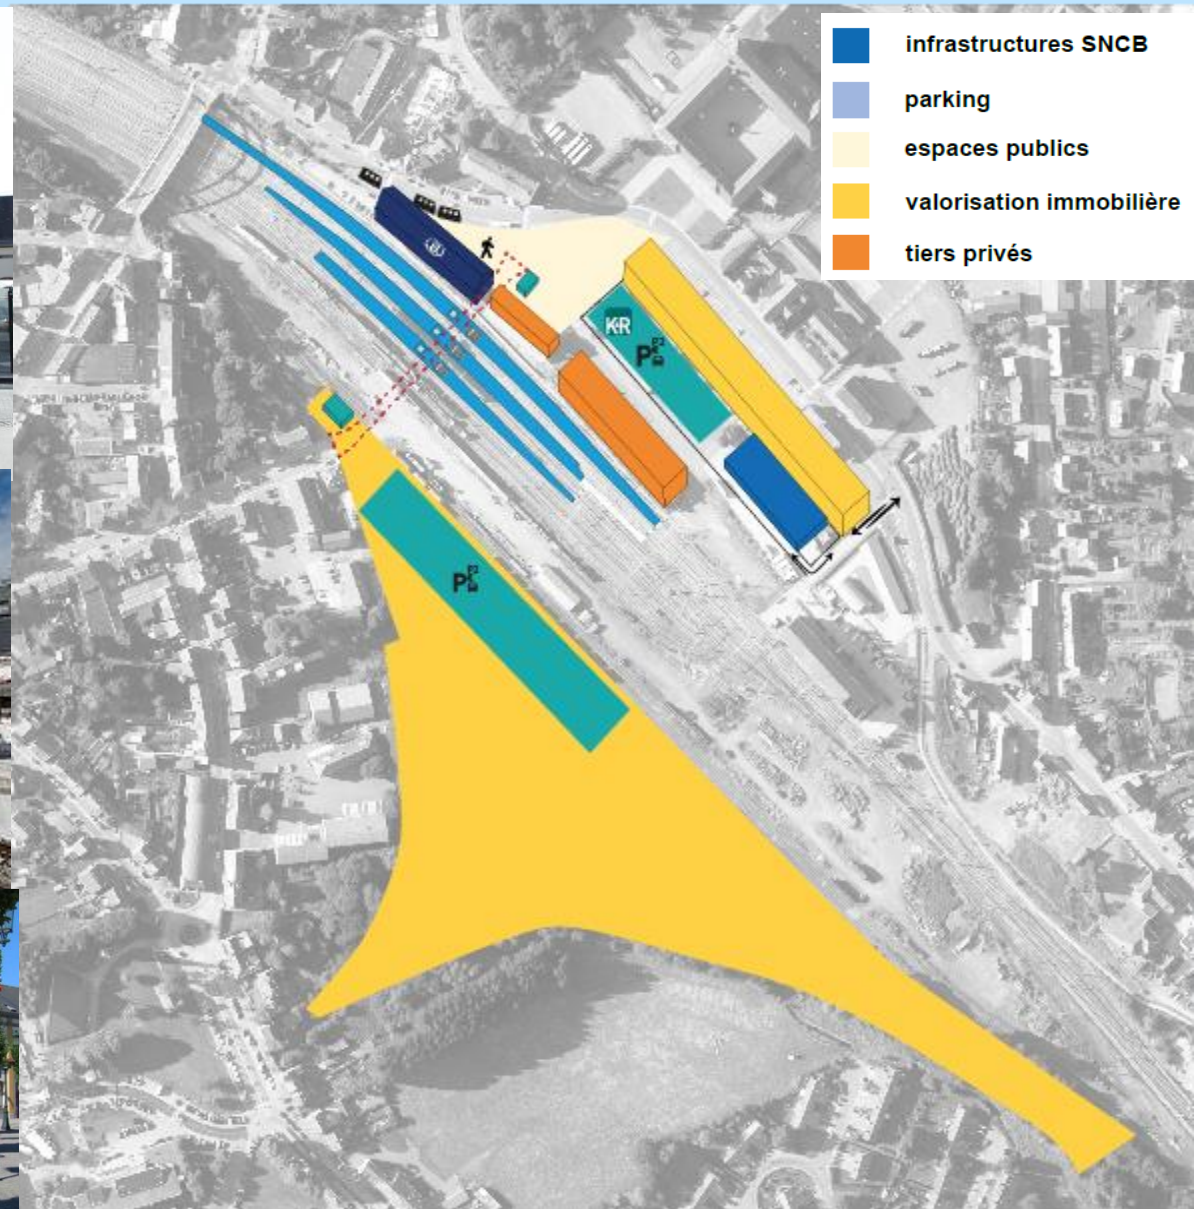 infrastructures SNCB
parking
espaces publics
valorisation immobilière
tiers privés
B
K+R
P
P